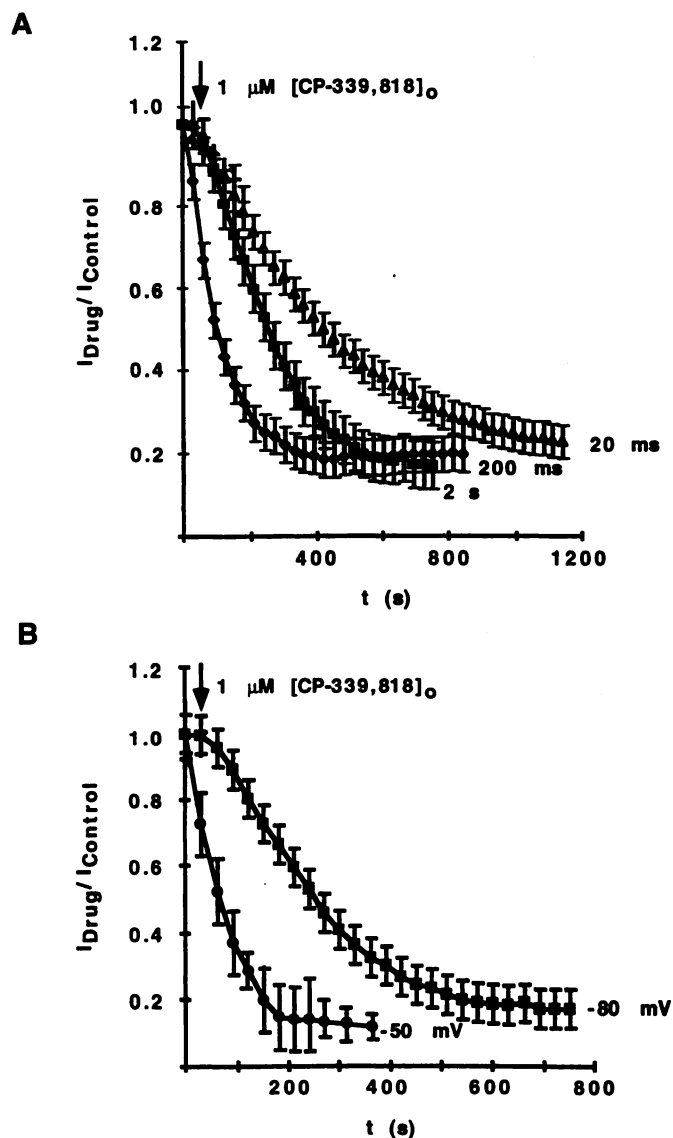 A
1.2
1 μM [CP-339,818]o
1.0
0.8
0.6
0.4
0.2
IDrug/IControl
20 ms
200 ms
2 s
400 800 1200
t (s)
B
1.2
1 μM [CP-339,818]o
1.0
0.8
0.6
0.4
0.2
IDrug/IControl
-80 mV
-50 mV
200 400 600 800
t (s)